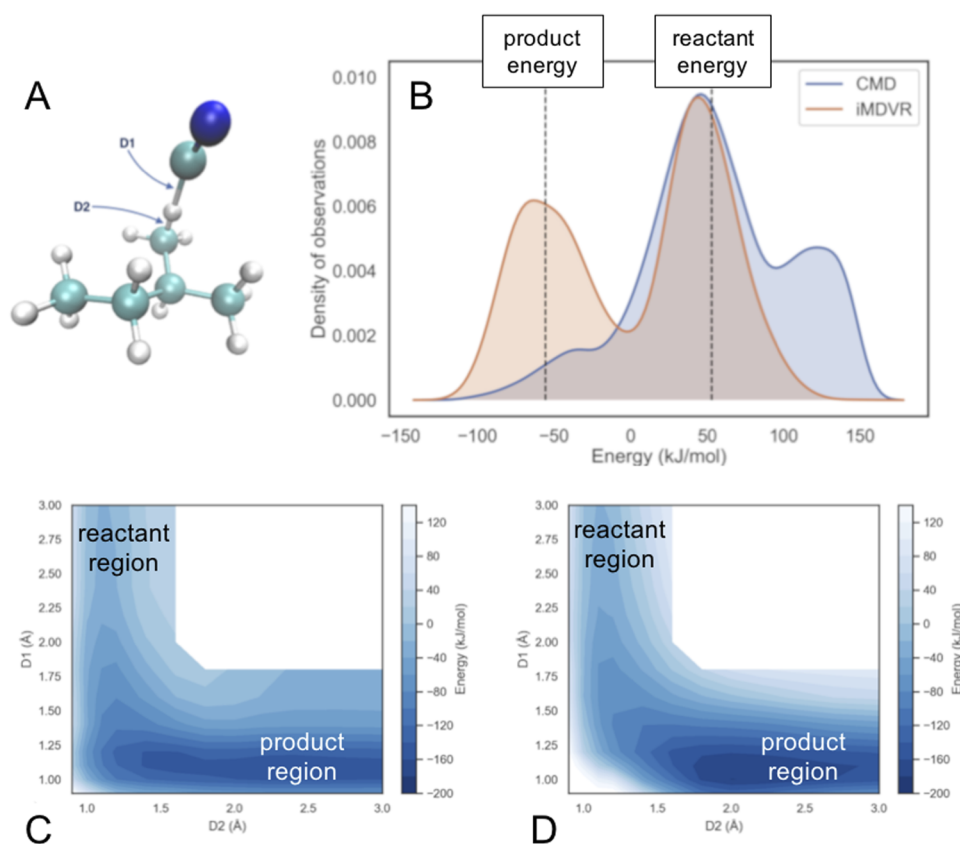 A
D1
D2
B
product
energy
reactant
energy
CMD
iMDVR
Density of observations
0.010
0.008
0.006
0.004
0.002
0.000
−150
−100
−50
0
50
100
150
Energy (kJ/mol)
C
reactant
region
product
region
D1 (Å)
3.00
2.75
2.50
2.25
2.00
1.75
1.50
1.25
1.00
1.0
1.5
2.0
2.5
3.0
D2 (Å)
120
80
40
0
−40
−80
−120
−160
−200
Energy (kJ/mol)
D
reactant
region
product
region
D1 (Å)
3.00
2.75
2.50
2.25
2.00
1.75
1.50
1.25
1.00
1.0
1.5
2.0
2.5
3.0
D2 (Å)
120
80
40
0
−40
−80
−120
−160
−200
Energy (kJ/mol)